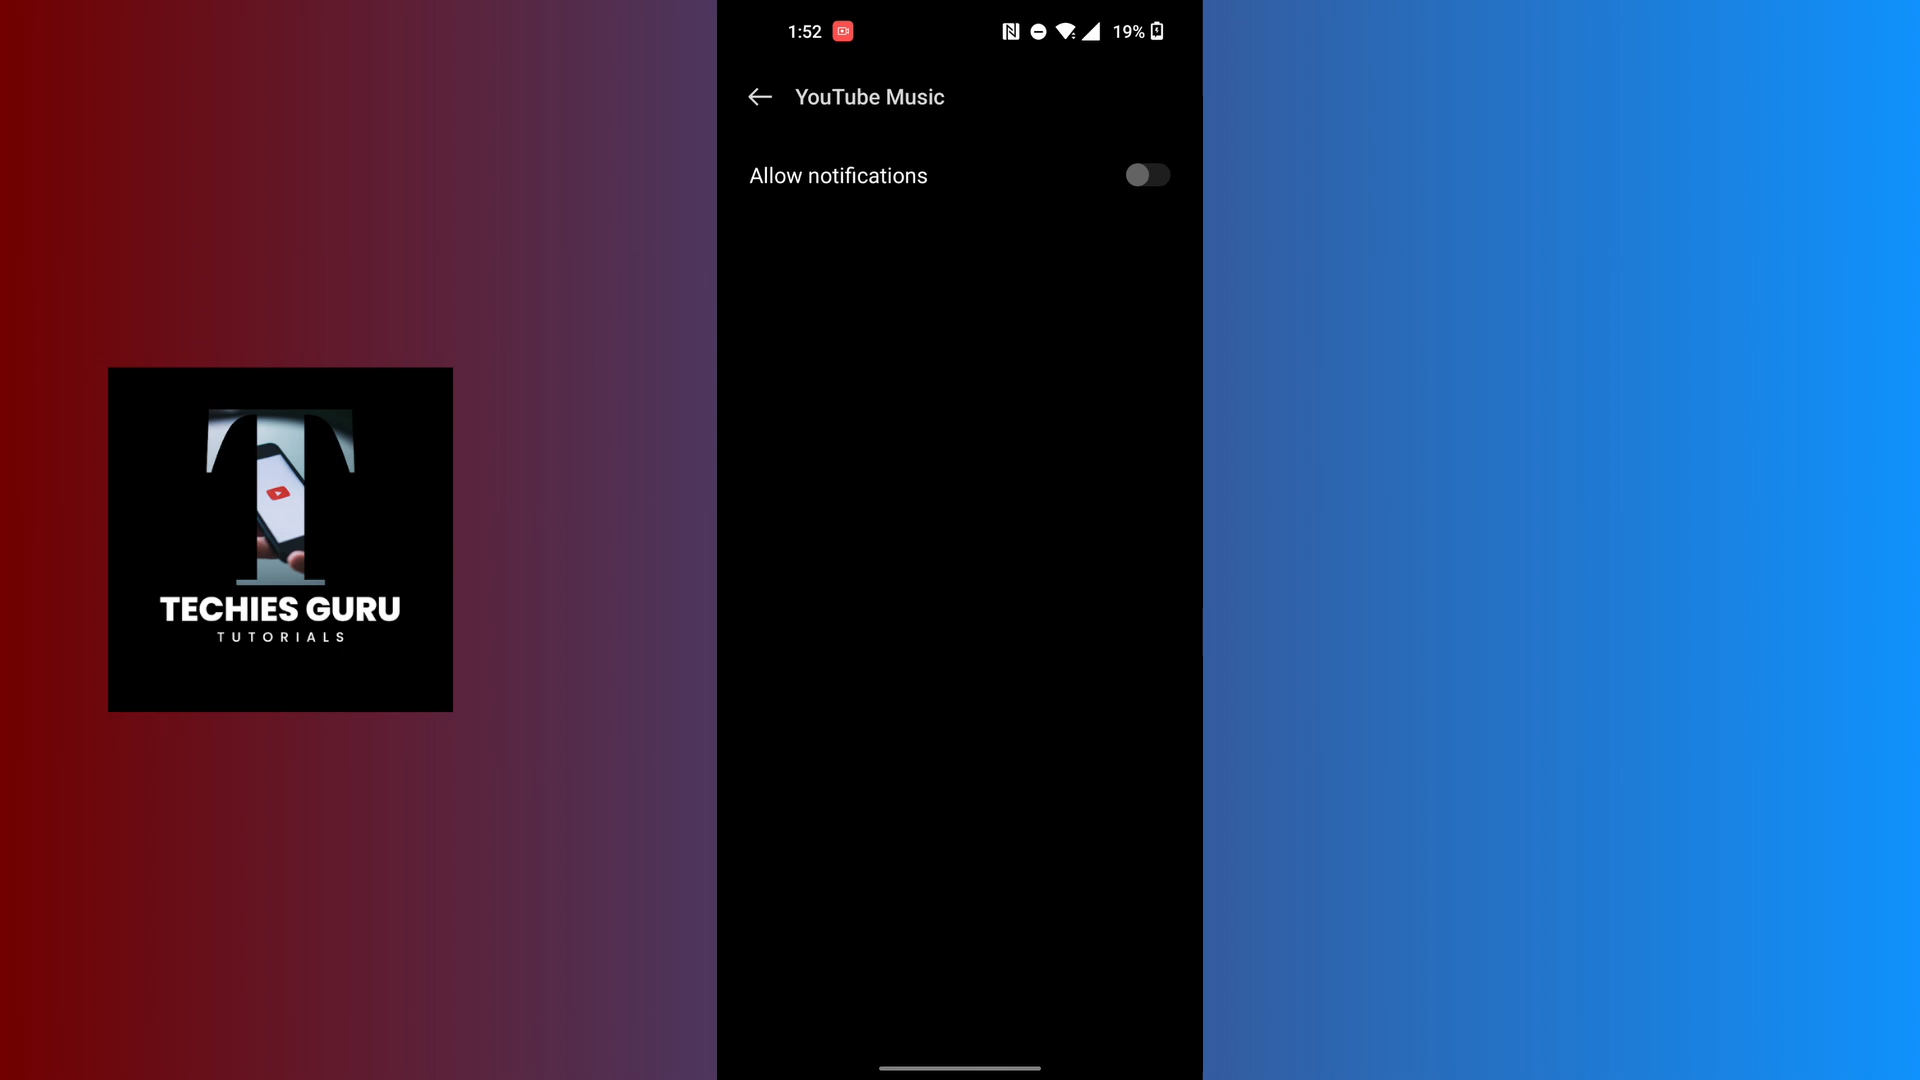 1:52
19%
YouTube Music
Allow notifications
T
TECHIES GURU
TUTORIALS